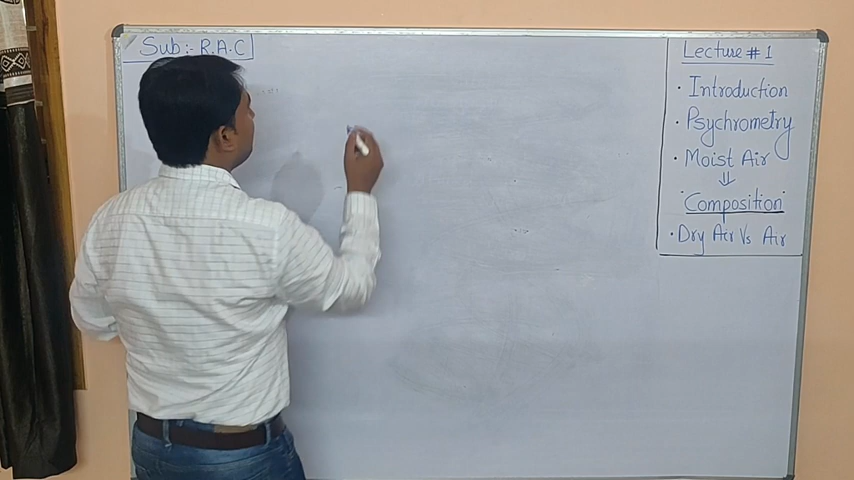 Sub:- R.A.C
Lecture # 1
• Introduction
• Psychrometry
• Moist Air
⇓
"Composition"
• Dry Air Vs Air